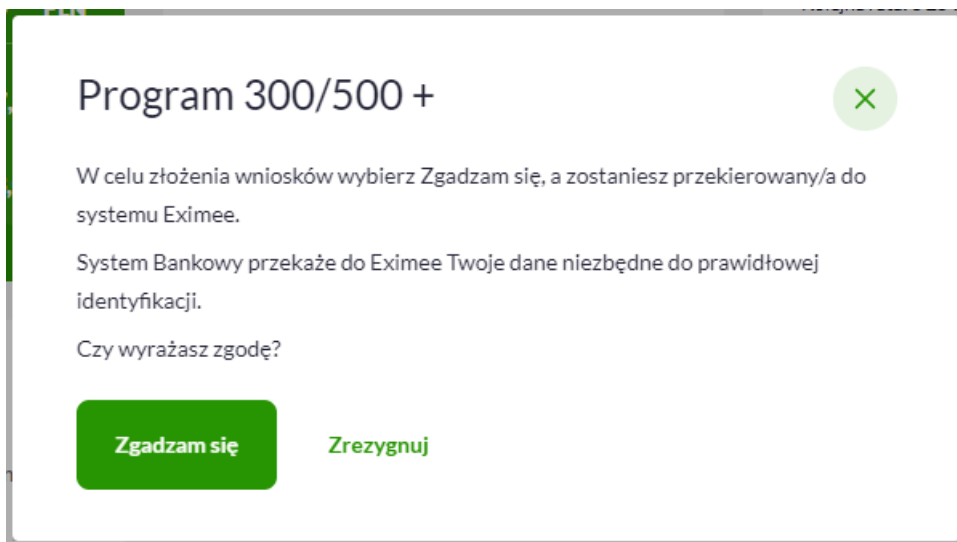 Program 300/500 +
W celu złożenia wniosków wybierz Zgadzam się, a zostaniesz przekierowany/a do
systemu Eximee.
System Bankowy przekaże do Eximee Twoje dane niezbędne do prawidłowej
identyfikacji.
Czy wyrażasz zgodę?
Zgadzam się
Zrezygnuj